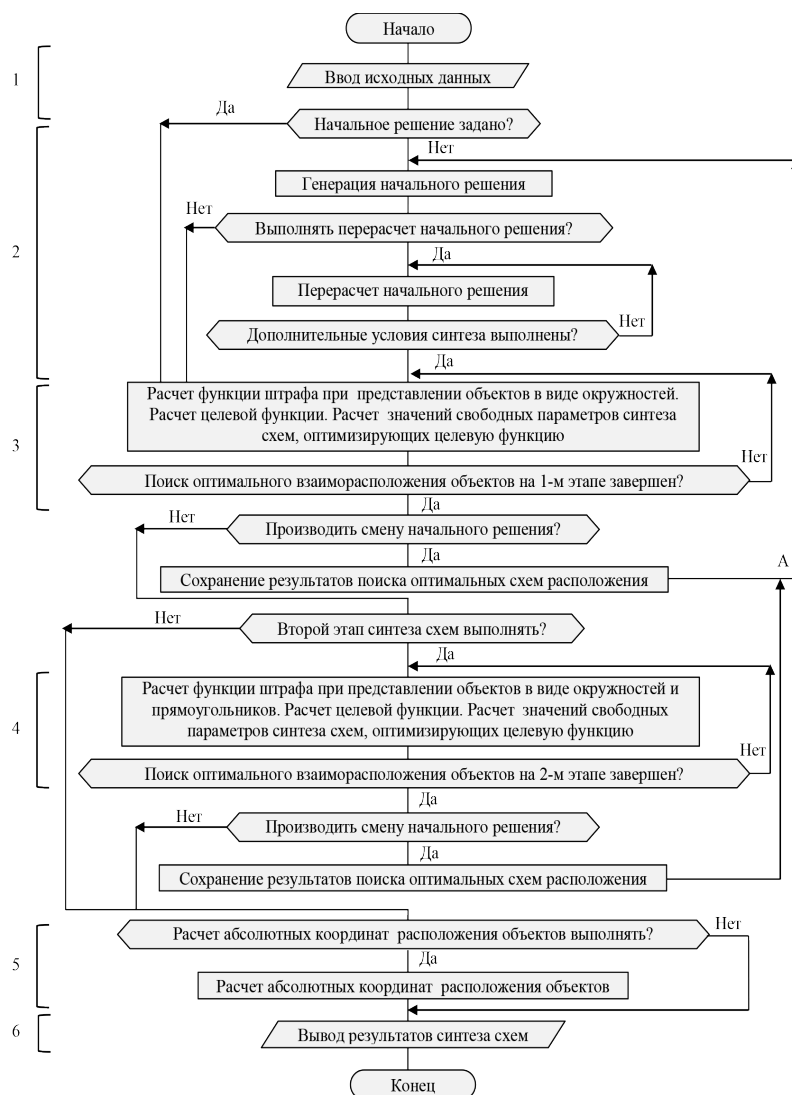 Начало
1
Ввод исходных данных
Да
Начальное решение задано?
Нет
Генерация начального решения
Нет
Выполнять перерасчет начального решения?
2
Да
Перерасчет начального решения
Дополнительные условия синтеза выполнены?
Нет
Да
Расчет функции штрафа при представлении объектов в виде окружностей.
Расчет целевой функции. Расчет значений свободных параметров синтеза
схем, оптимизирующих целевую функцию
3
Нет
Поиск оптимального взаиморасположения объектов на 1-м этапе завершен?
Да
Нет
Производить смену начального решения?
Да
А
Сохранение результатов поиска оптимальных схем расположения
Нет
Второй этап синтеза схем выполнять?
Да
Расчет функции штрафа при представлении объектов в виде окружностей и
прямоугольников. Расчет целевой функции. Расчет значений свободных
параметров синтеза схем, оптимизирующих целевую функцию
4
Нет
Поиск оптимального взаиморасположения объектов на 2-м этапе завершен?
Да
Нет
Производить смену начального решения?
Да
Сохранение результатов поиска оптимальных схем расположения
Нет
Расчет абсолютных координат расположения объектов выполнять?
Да
5
Расчет абсолютных координат расположения объектов
6
Вывод результатов синтеза схем
Конец